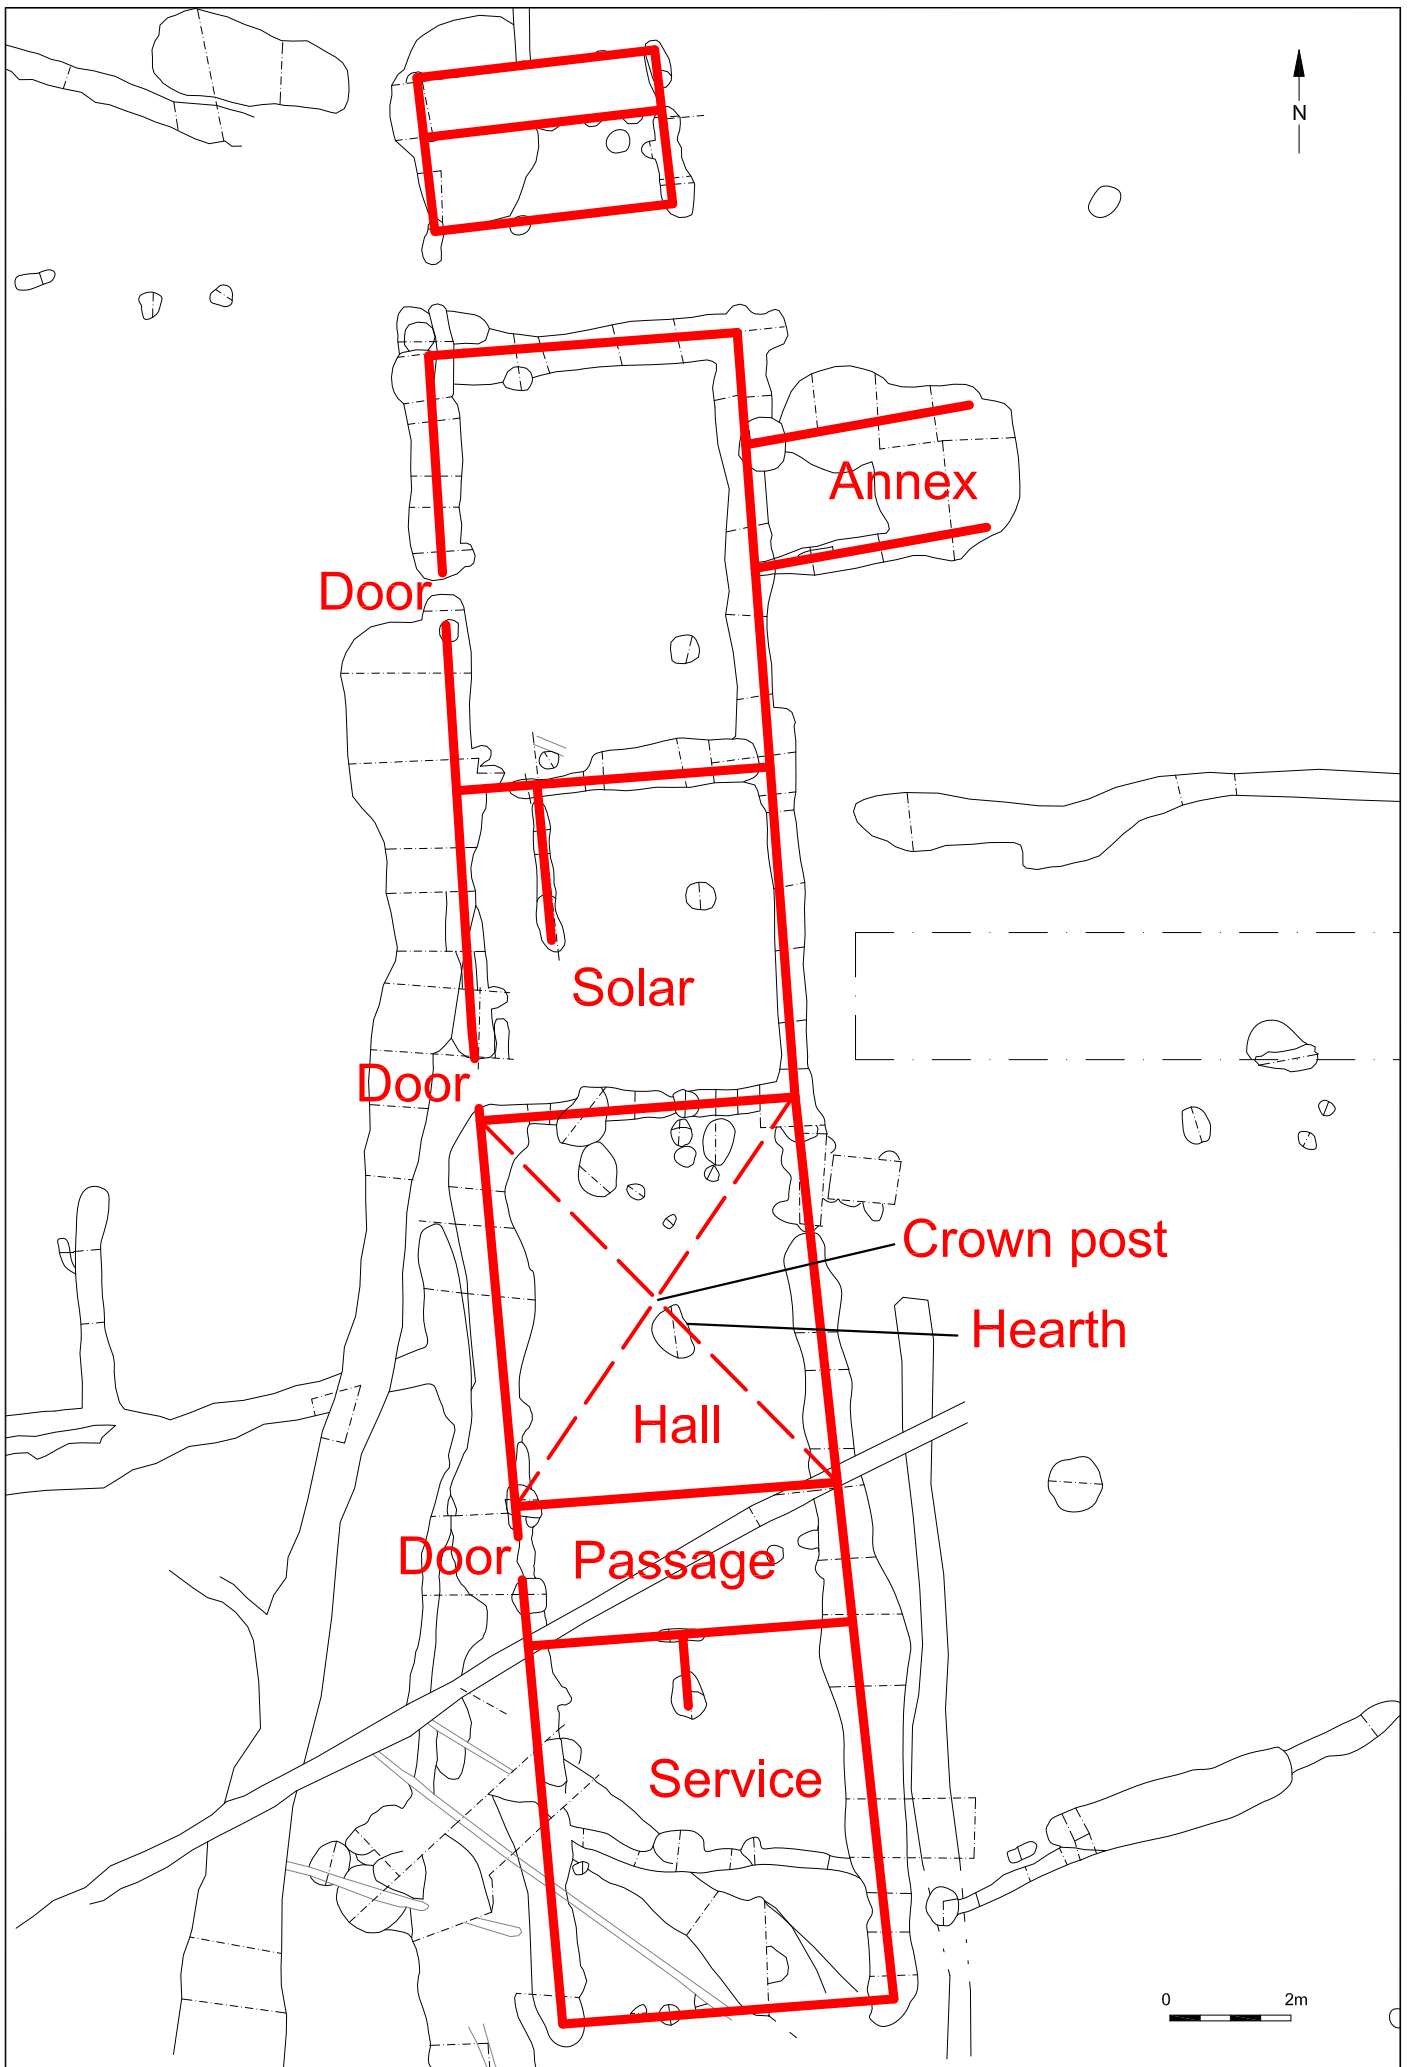 N
Annex
Door
Solar
Door
Crown post
Hearth
Hall
Door
Passage
Service
0 2m